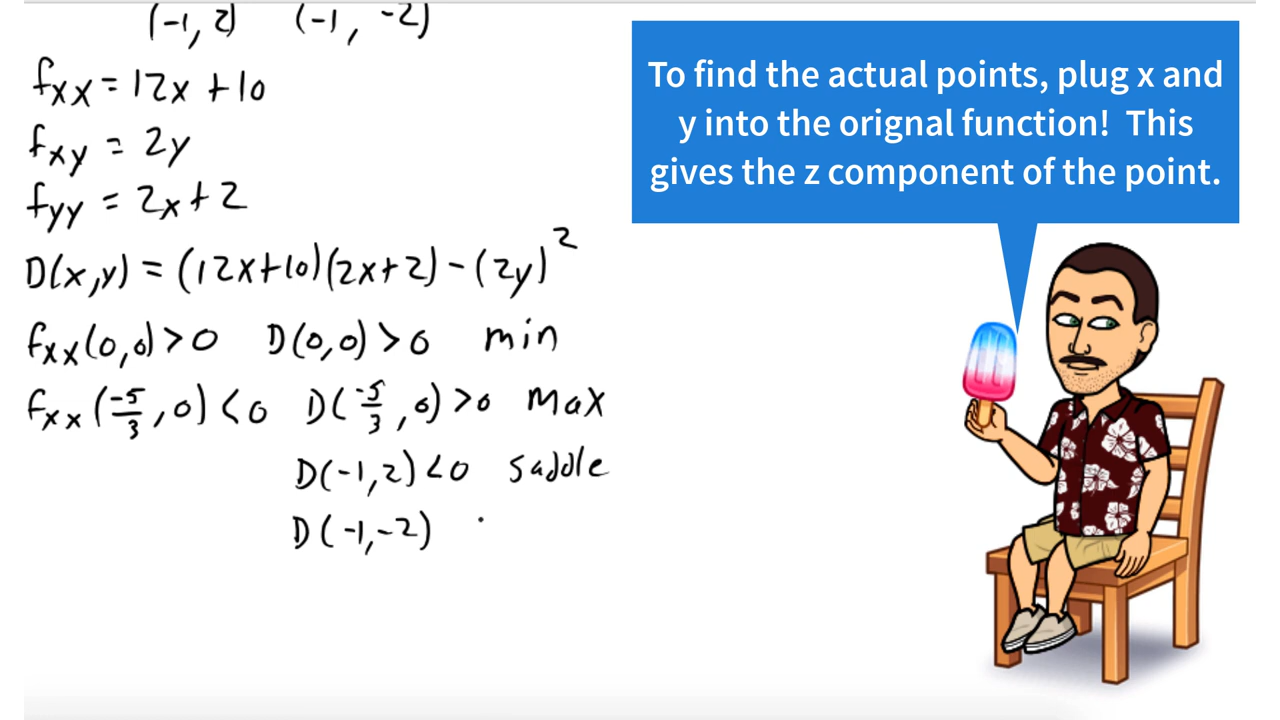 (-1, 2) (-1, -2)
fxx = 12x + 10
fxy = 2y
fyy = 2x + 2
D(x,y) = (12x+10)(2x+2) - (2y)²
fxx(0,0) > 0 D(0,0) > 0 min
fxx(-5/3, 0) < 0 D(-5/3, 0) > 0 max
D(-1,2) < 0 saddle
D(-1,-2)
To find the actual points, plug x and
y into the orignal function! This
gives the z component of the point.